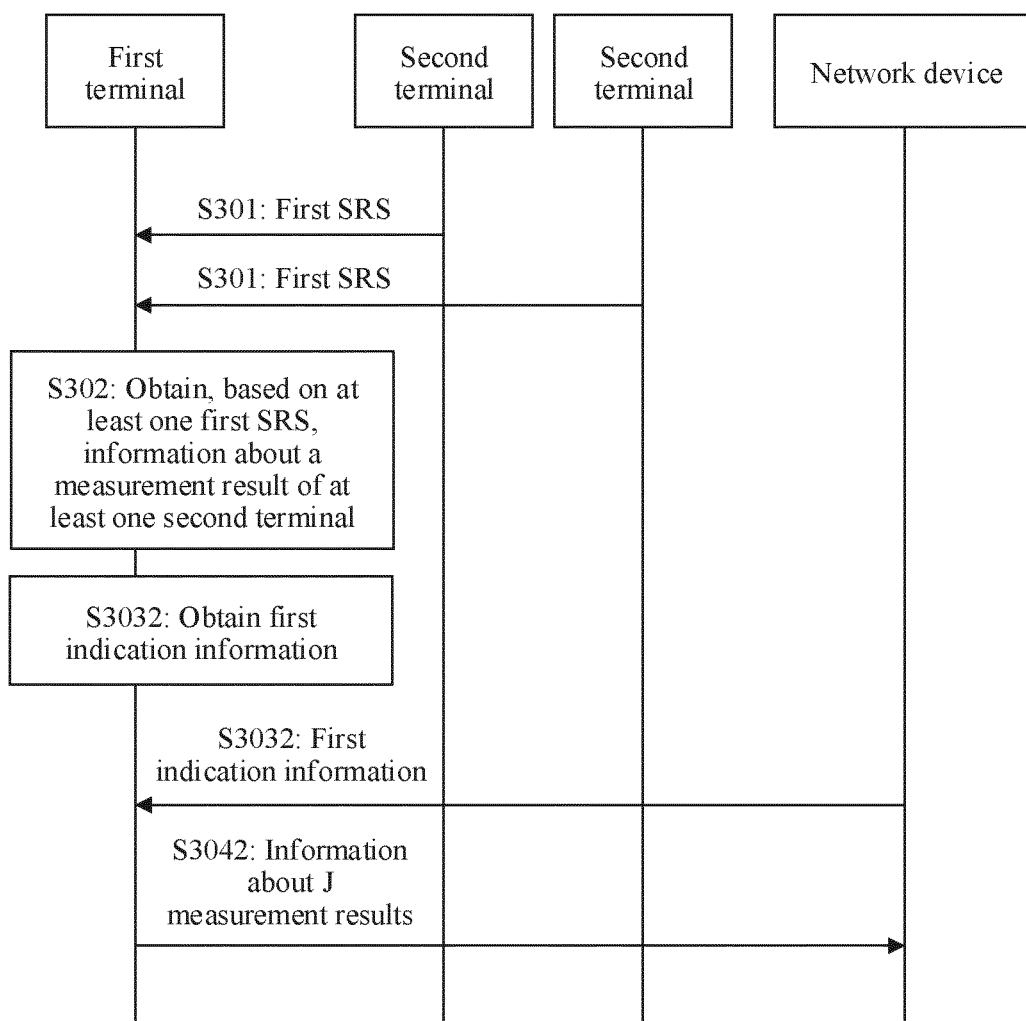 First
terminal
Second
terminal
Second
terminal
Network device
S301: First SRS
S301: First SRS
S302: Obtain, based on at
least one first SRS,
information about a
measurement result of at
least one second terminal
S3032: Obtain first
indication information
S3032: First
indication information
S3042: Information
about J
measurement results